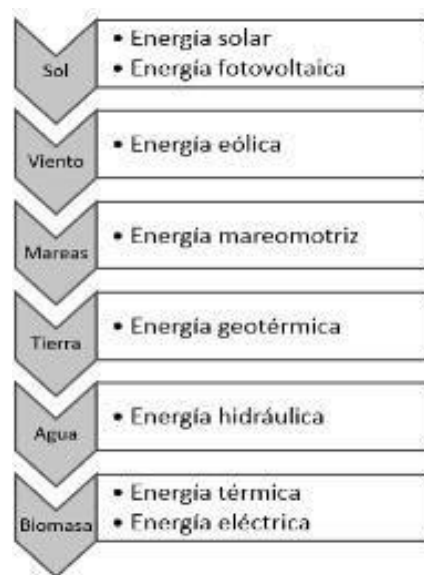 Sol
• Energía solar
• Energía fotovoltaica
Viento
• Energía eólica
Mareas
• Energía mareomotriz
Tierra
• Energía geotérmica
Agua
• Energía hidráulica
Biomasa
• Energía térmica
• Energía eléctrica